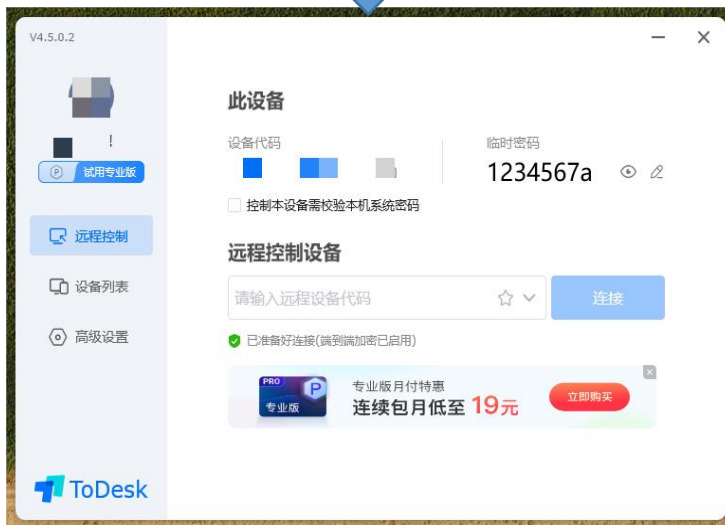 V4.5.0.2
!
试用专业版
远程控制
设备列表
高级设置
ToDesk
此设备
设备代码
临时密码
1234567a
控制本设备需校验本机系统密码
远程控制设备
请输入远程设备代码
连接
已准备好连接(端到端加密已启用)
PRO
P
专业版
专业版月付特惠
连续包月低至 19元
立即购买